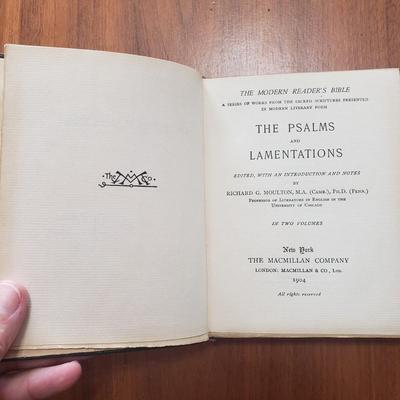 The M Co
THE MODERN READER'S BIBLE
A SERIES OF WORKS FROM THE SACRED SCRIPTURES PRESENTED
IN MODERN LITERARY FORM
THE PSALMS
AND
LAMENTATIONS
EDITED, WITH AN INTRODUCTION AND NOTES
BY
RICHARD G. MOULTON, M.A. (CAMB.), PH.D. (PENN.)
PROFESSOR OF LITERATURE IN ENGLISH IN THE
UNIVERSITY OF CHICAGO
IN TWO VOLUMES
New York
THE MACMILLAN COMPANY
LONDON: MACMILLAN & CO., LTD.
1904
All rights reserved